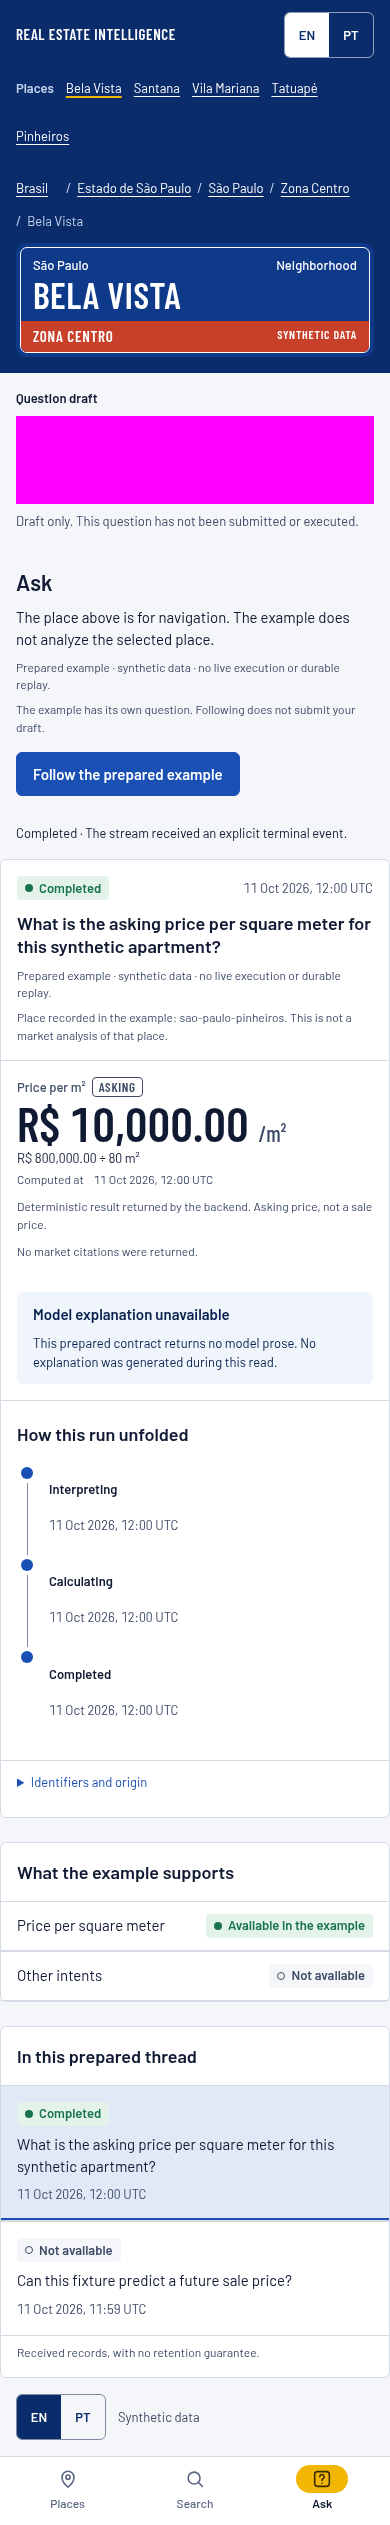 REAL ESTATE INTELLIGENCE
EN PT
Places Bela Vista Santana Vila Mariana Tatuapé
Pinheiros
Brasil / Estado de São Paulo / São Paulo / Zona Centro
/ Bela Vista
São Paulo Neighborhood
BELA VISTA
ZONA CENTRO SYNTHETIC DATA
Question draft
Draft only. This question has not been submitted or executed.
Ask
The place above is for navigation. The example does
not analyze the selected place.
Prepared example · synthetic data · no live execution or durable
replay.
The example has its own question. Following does not submit your
draft.
Follow the prepared example
Completed · The stream received an explicit terminal event.
Completed 11 Oct 2026, 12:00 UTC
What is the asking price per square meter for
this synthetic apartment?
Prepared example · synthetic data · no live execution or durable
replay.
Place recorded in the example: sao-paulo-pinheiros. This is not a
market analysis of that place.
Price per m² ASKING
R$ 10,000.00 /m²
R$ 800,000.00 ÷ 80 m²
Computed at 11 Oct 2026, 12:00 UTC
Deterministic result returned by the backend. Asking price, not a sale
price.
No market citations were returned.
Model explanation unavailable
This prepared contract returns no model prose. No
explanation was generated during this read.
How this run unfolded
Interpreting
11 Oct 2026, 12:00 UTC
Calculating
11 Oct 2026, 12:00 UTC
Completed
11 Oct 2026, 12:00 UTC
Identifiers and origin
What the example supports
Price per square meter Available in the example
Other intents Not available
In this prepared thread
Completed
What is the asking price per square meter for this
synthetic apartment?
11 Oct 2026, 12:00 UTC
Not available
Can this fixture predict a future sale price?
11 Oct 2026, 11:59 UTC
Received records, with no retention guarantee.
EN PT Synthetic data
Places Search Ask